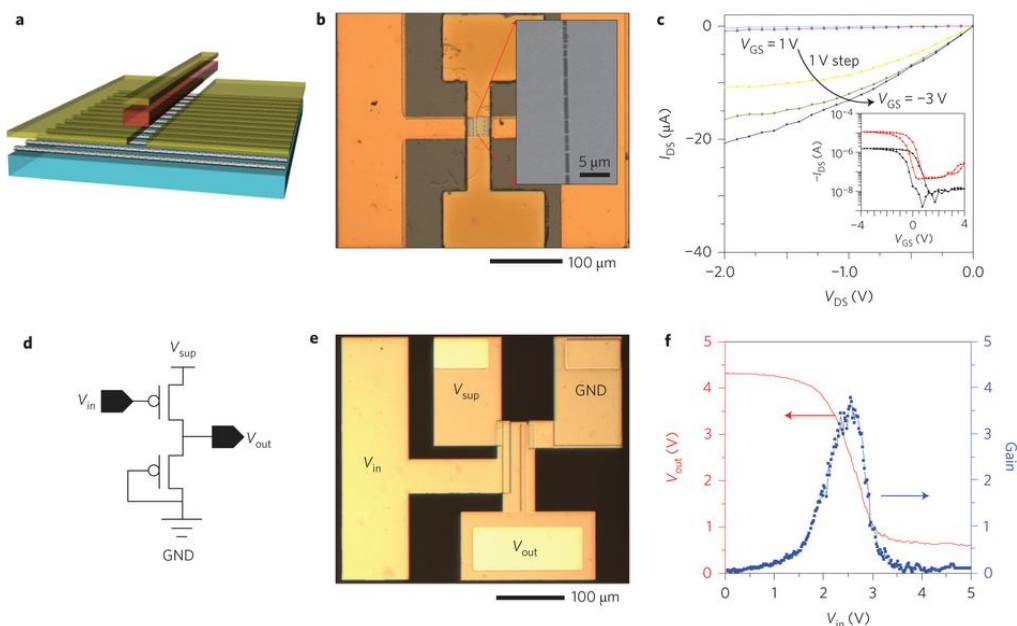 a
b
5 μm
100 μm
c
0
−10
−20
−40
I_DS (μA)
V_GS = 1 V
1 V step
V_GS = −3 V
10⁻⁴
10⁻⁶
10⁻⁸
−I_DS (A)
−4 −2 0 2 4
V_GS (V)
−2.0 −1.0 0.0
V_DS (V)
d
V_sup
V_in
V_out
GND
e
V_sup
GND
V_in
V_out
100 μm
f
5
4
3
2
1
0
V_out (V)
5
4
3
2
1
0
Gain
0 1 2 3 4 5
V_in (V)